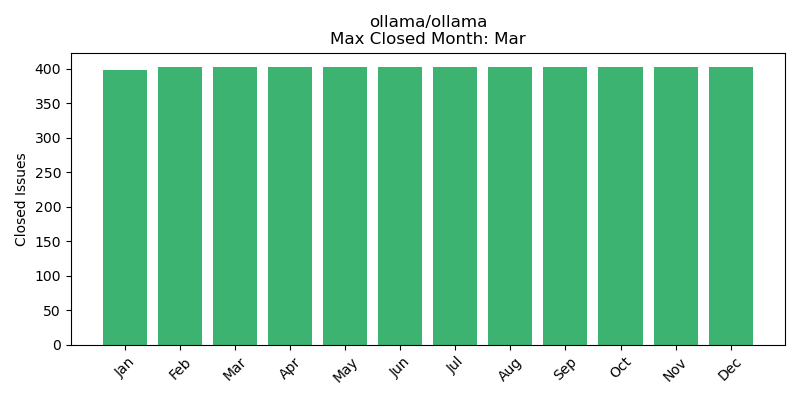 ollama/ollama
Max Closed Month: Mar
Closed Issues
400
350
300
250
200
150
100
50
0
Jan
Feb
Mar
Apr
May
Jun
Jul
Aug
Sep
Oct
Nov
Dec